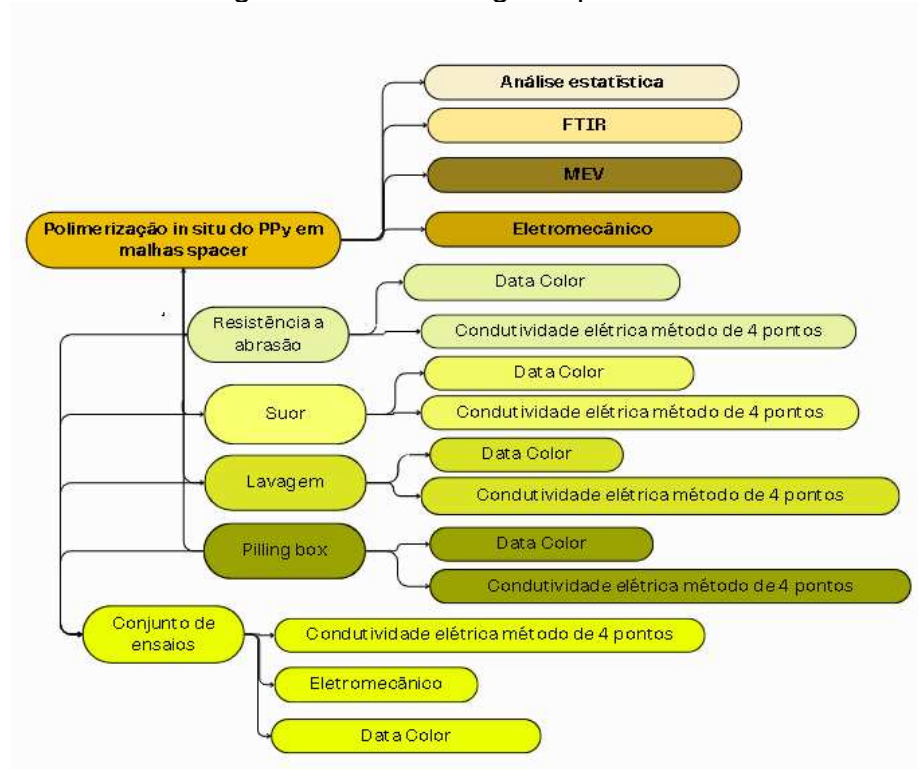 Análise estatística
FTIR
MEV
Eletromecânico
Polimerização in situ do PPy em
malhas spacer
Data Color
Resistência a
abrasão
Condutividade elétrica método de 4 pontos
Data Color
Suor
Condutividade elétrica método de 4 pontos
Data Color
Lavagem
Condutividade elétrica método de 4 pontos
Data Color
Pilling box
Condutividade elétrica método de 4 pontos
Conjunto de
ensaios
Condutividade elétrica método de 4 pontos
Eletromecânico
Data Color